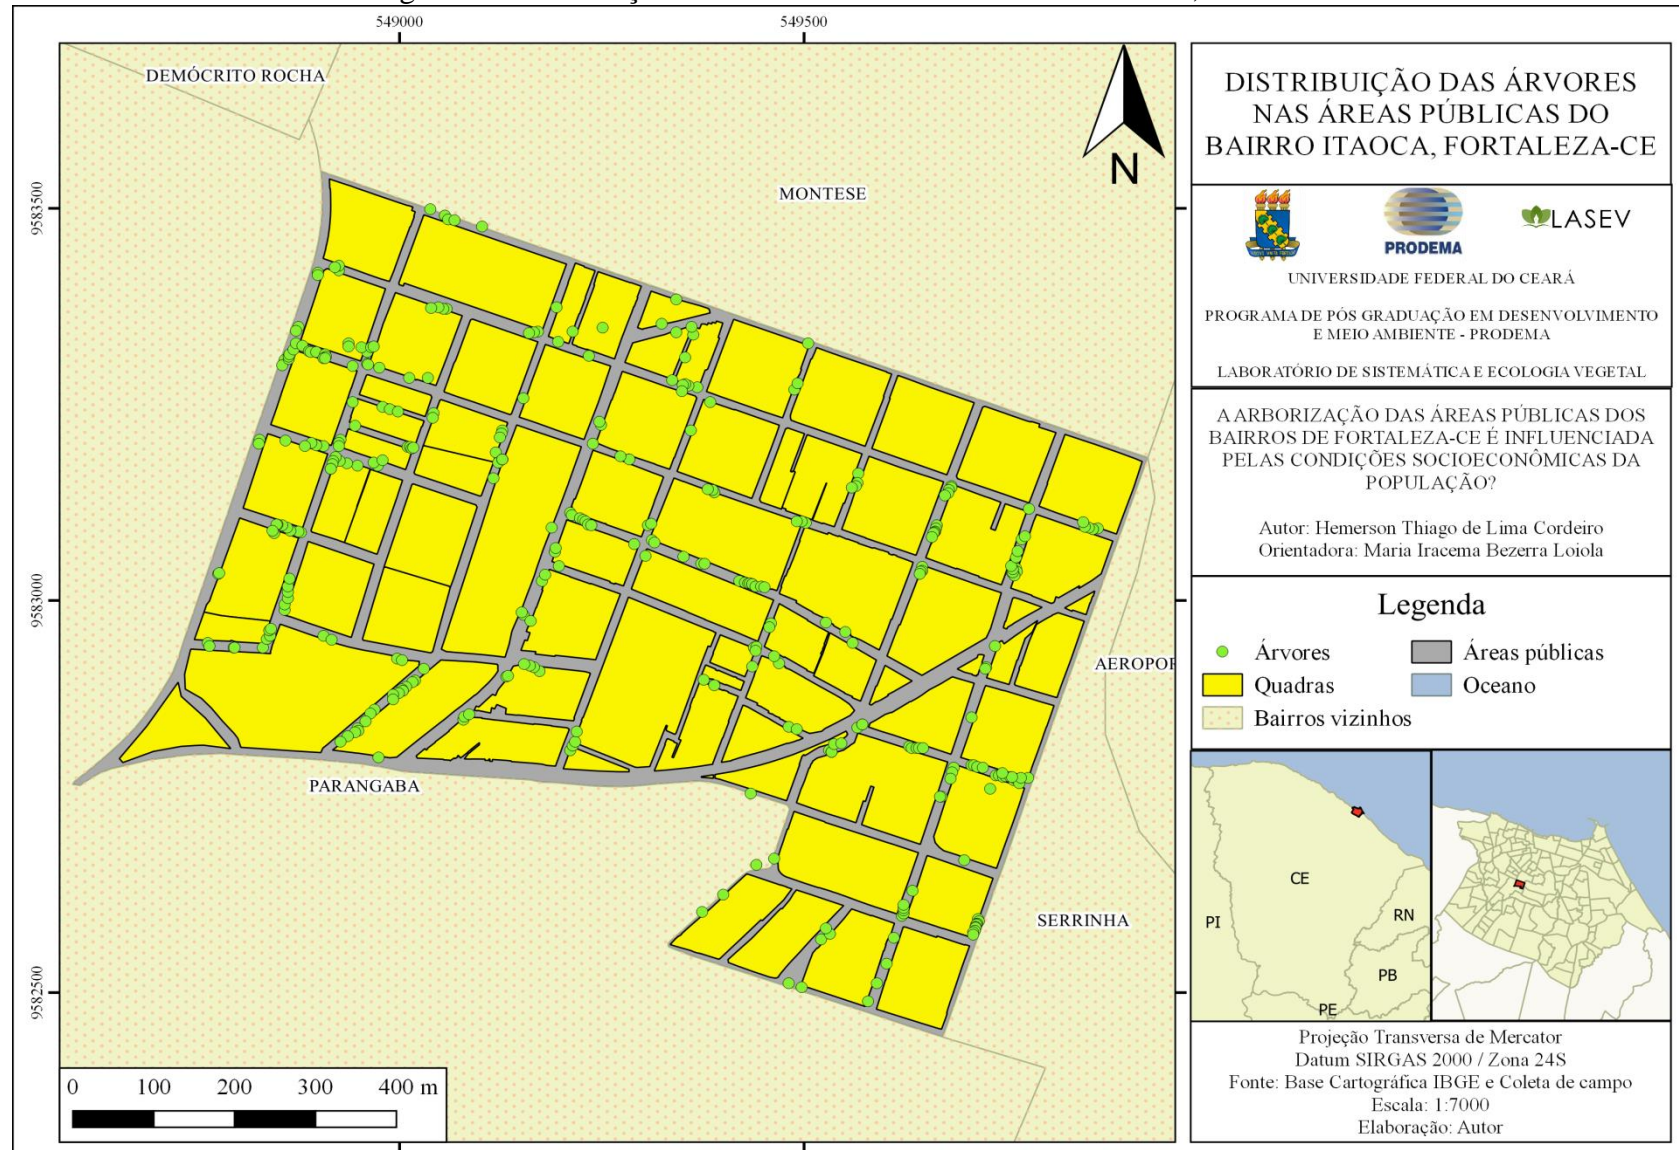 549000
549500
9583500
9583000
9582500
DEMÓCRITO ROCHA
MONTESE
N
AEROPOR
PARANGABA
SERRINHA
0 100 200 300 400 m
DISTRIBUIÇÃO DAS ÁRVORES
NAS ÁREAS PÚBLICAS DO
BAIRRO ITAOCA, FORTALEZA-CE
PRODEMA
LASEV
UNIVERSIDADE FEDERAL DO CEARÁ
PROGRAMA DE PÓS GRADUAÇÃO EM DESENVOLVIMENTO
E MEIO AMBIENTE - PRODEMA
LABORATÓRIO DE SISTEMÁTICA E ECOLOGIA VEGETAL
A ARBORIZAÇÃO DAS ÁREAS PÚBLICAS DOS
BAIRROS DE FORTALEZA-CE É INFLUENCIADA
PELAS CONDIÇÕES SOCIOECONÔMICAS DA
POPULAÇÃO?
Autor: Hemerson Thiago de Lima Cordeiro
Orientadora: Maria Iracema Bezerra Loiola
Legenda
Árvores
Áreas públicas
Quadras
Oceano
Bairros vizinhos
CE
PI
RN
PB
PE
Projeção Transversa de Mercator
Datum SIRGAS 2000 / Zona 24S
Fonte: Base Cartográfica IBGE e Coleta de campo
Escala: 1:7000
Elaboração: Autor